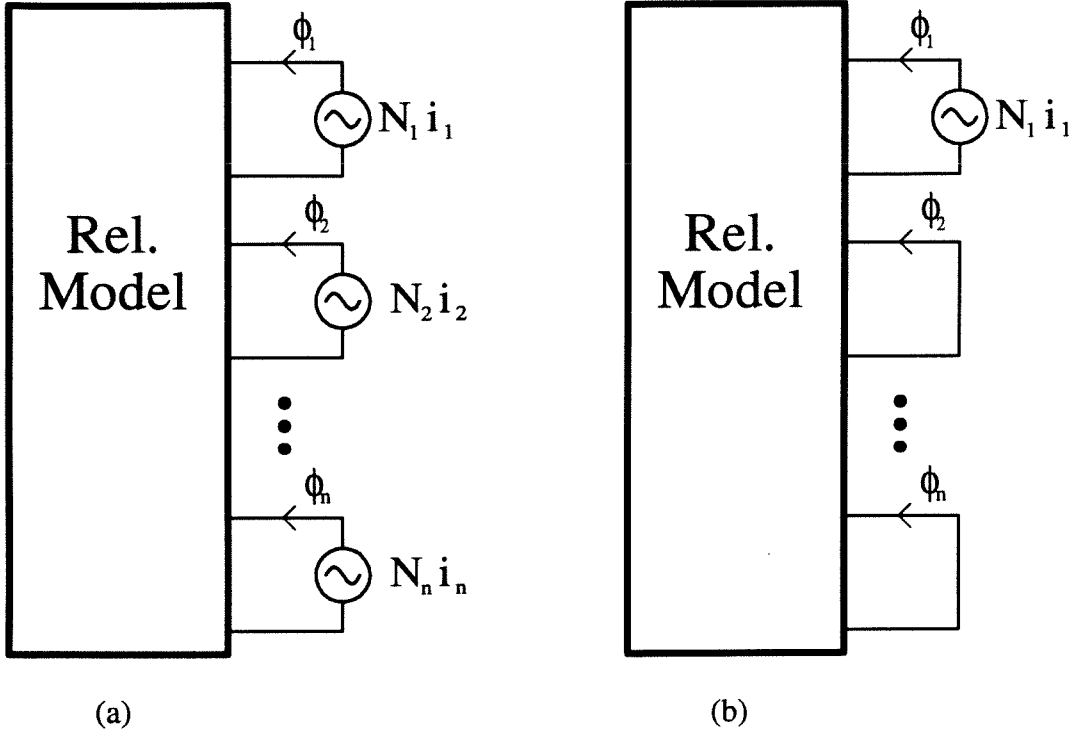 ϕ₁
N₁ i₁
ϕ₂
Rel.
Model
N₂ i₂
ϕₙ
Nₙ iₙ
(a)
ϕ₁
N₁ i₁
ϕ₂
Rel.
Model
ϕₙ
(b)